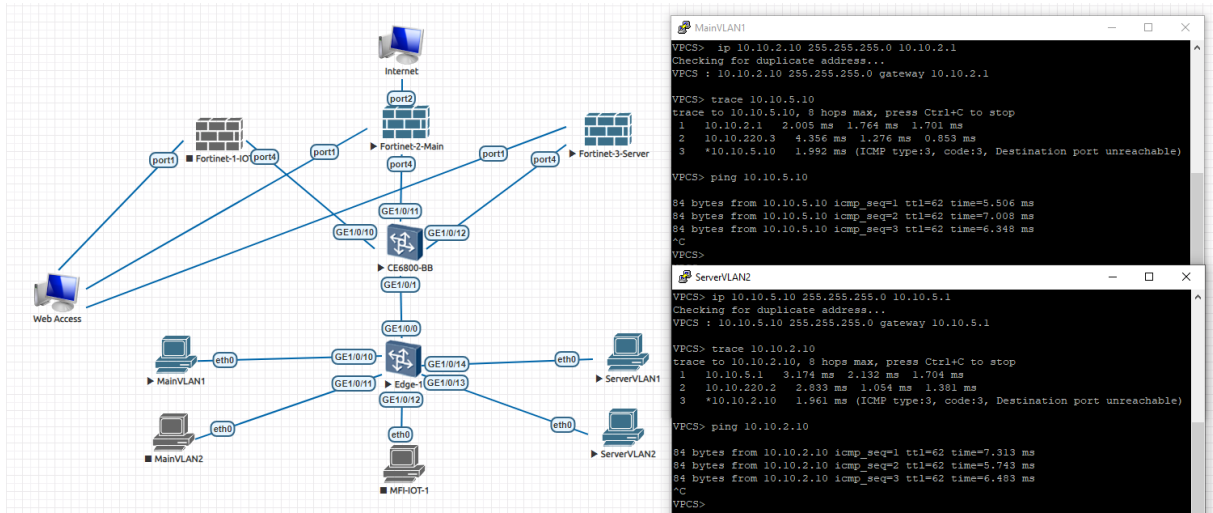 Internet
port2
Fortinet-2-Main
port4
Fortinet-1-IOT
port1
port4
port1
port1
port4
Fortinet-3-Server
GE1/0/11
GE1/0/10
GE1/0/12
CE6800-BB
GE1/0/1
Web Access
GE1/0/0
MainVLAN1
eth0
GE1/0/10
GE1/0/14
eth0
ServerVLAN1
GE1/0/11
Edge-1
GE1/0/13
GE1/0/12
MainVLAN2
eth0
eth0
eth0
ServerVLAN2
MFI-IOT-1
MainVLAN1
VPCS>  ip 10.10.2.10 255.255.255.0 10.10.2.1
Checking for duplicate address...
VPCS : 10.10.2.10 255.255.255.0 gateway 10.10.2.1
VPCS> trace 10.10.5.10
trace to 10.10.5.10, 8 hops max, press Ctrl+C to stop
1   10.10.2.1   2.005 ms  1.764 ms  1.701 ms
2   10.10.220.3   4.356 ms  1.276 ms  0.853 ms
3   *10.10.5.10   1.992 ms (ICMP type:3, code:3, Destination port unreachable)
VPCS> ping 10.10.5.10
84 bytes from 10.10.5.10 icmp_seq=1 ttl=62 time=5.506 ms
84 bytes from 10.10.5.10 icmp_seq=2 ttl=62 time=7.008 ms
84 bytes from 10.10.5.10 icmp_seq=3 ttl=62 time=6.348 ms
^C
VPCS>
ServerVLAN2
VPCS> ip 10.10.5.10 255.255.255.0 10.10.5.1
Checking for duplicate address...
VPCS : 10.10.5.10 255.255.255.0 gateway 10.10.5.1
VPCS> trace 10.10.2.10
trace to 10.10.2.10, 8 hops max, press Ctrl+C to stop
1   10.10.5.1   3.174 ms  2.132 ms  1.704 ms
2   10.10.220.2   2.833 ms  1.054 ms  1.381 ms
3   *10.10.2.10   1.961 ms (ICMP type:3, code:3, Destination port unreachable)
VPCS> ping 10.10.2.10
84 bytes from 10.10.2.10 icmp_seq=1 ttl=62 time=7.313 ms
84 bytes from 10.10.2.10 icmp_seq=2 ttl=62 time=5.743 ms
84 bytes from 10.10.2.10 icmp_seq=3 ttl=62 time=6.483 ms
^C
VPCS>